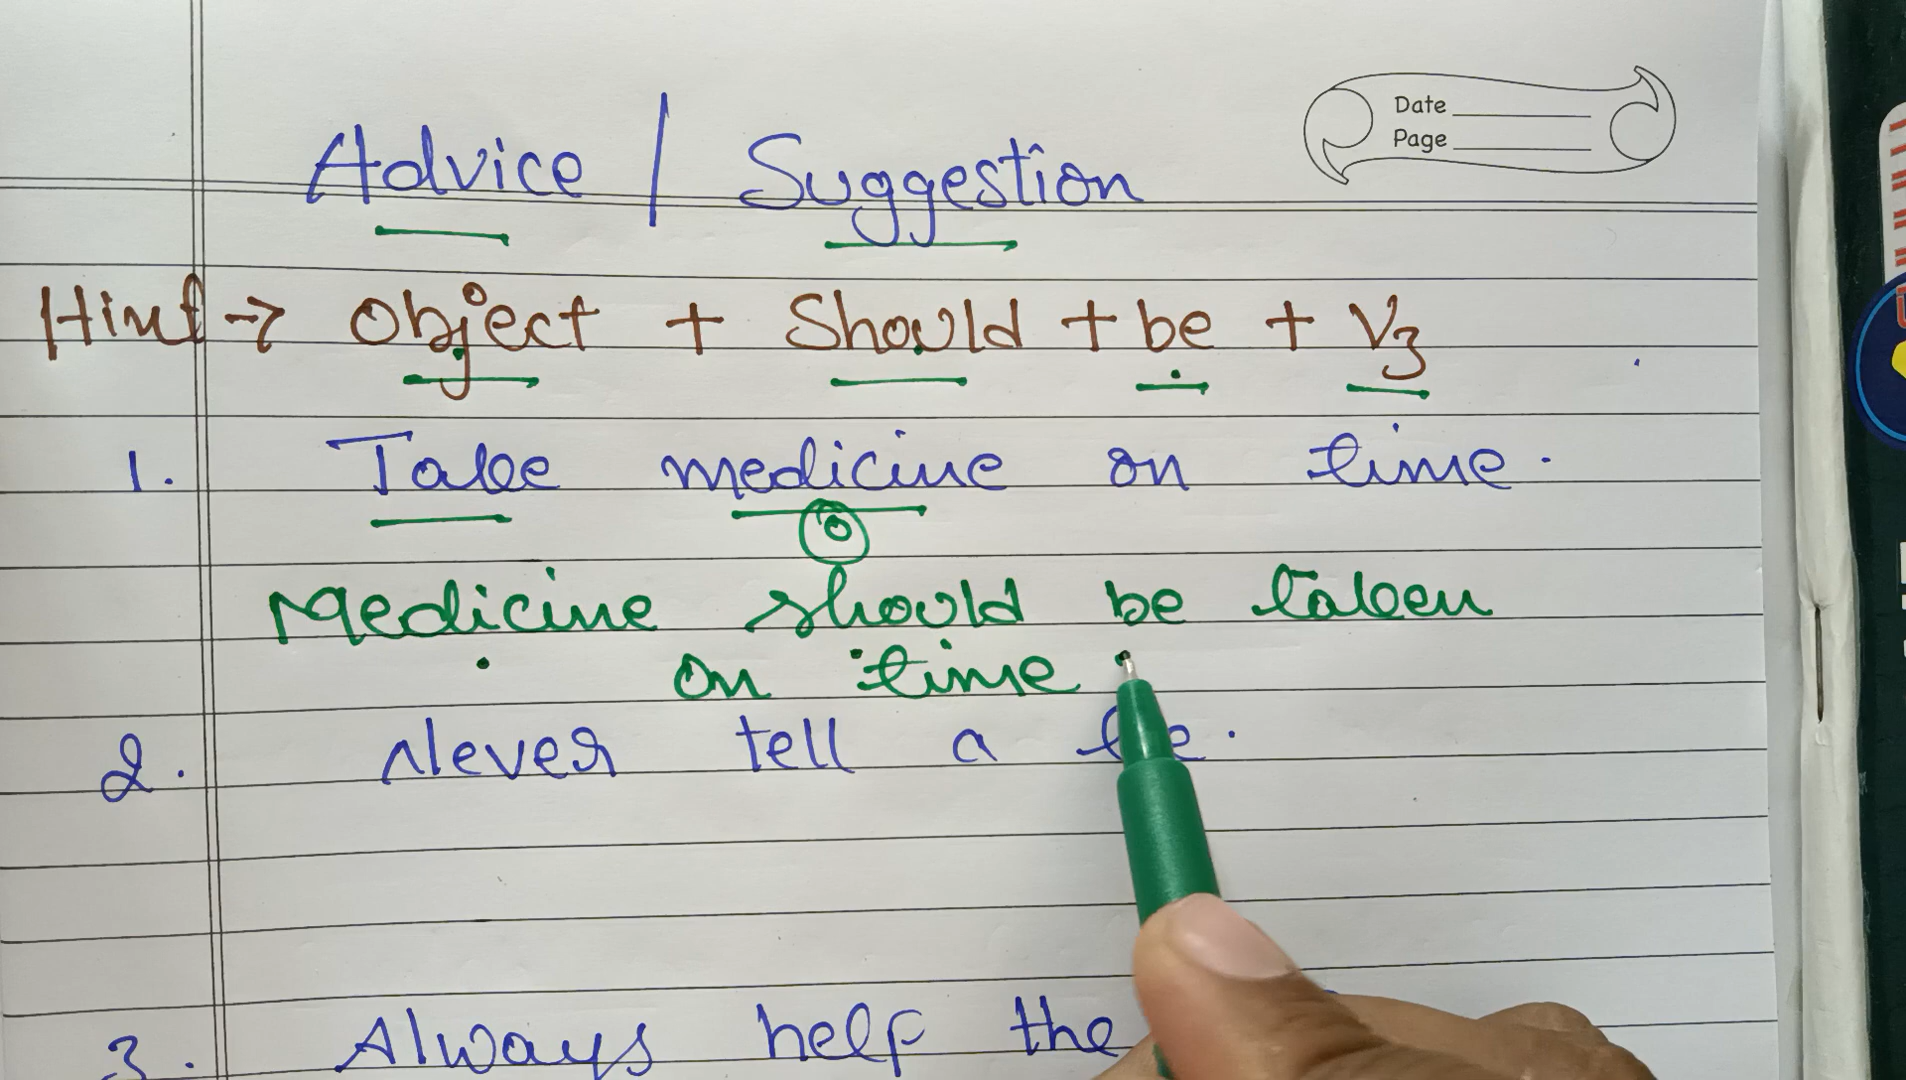 Date
Page
Advice / Suggestion
Hint → Object + Should + be + V3
1. Take medicine on time.
Medicine should be taken
on time.
2. Never tell a lie.
3. Always help the